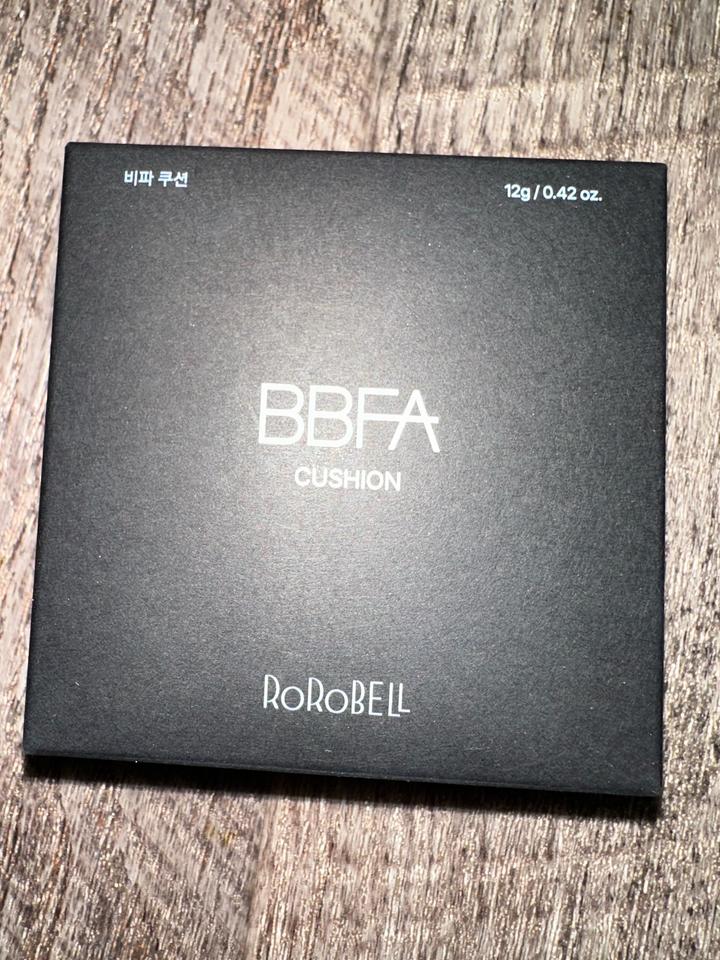 비파 쿠션
12g / 0.42 oz.
BBFA
CUSHION
RoRoBELL